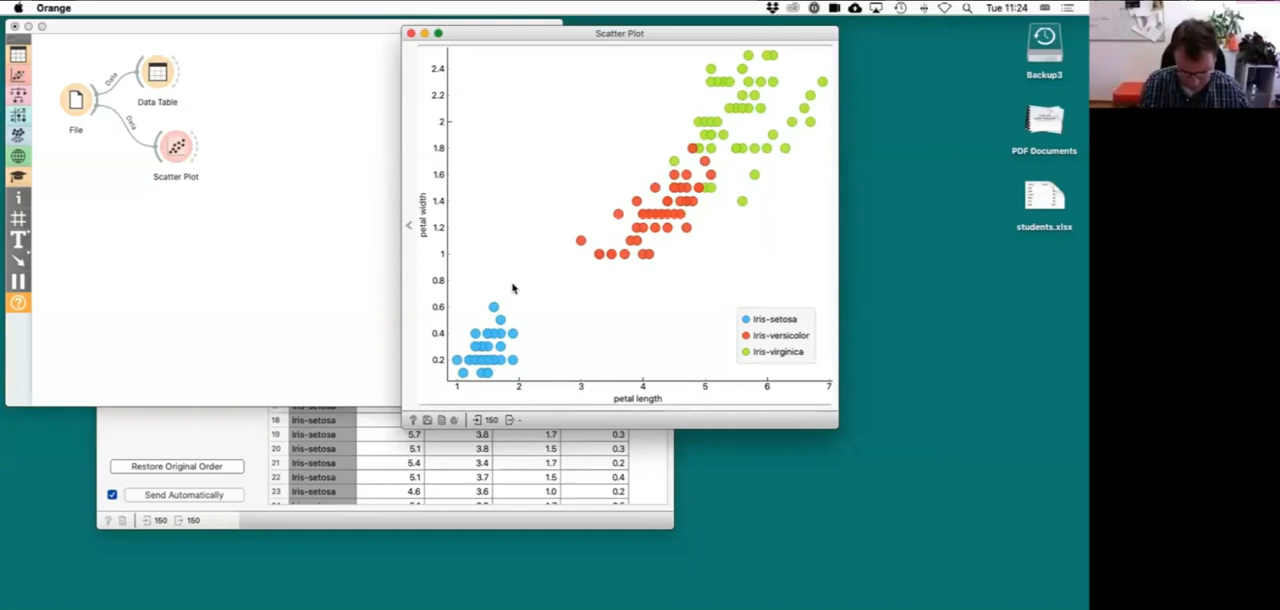 Orange
Tue 11:24
Data
Data Table
File
Data
Scatter Plot
Scatter Plot
petal width
2.4
2.2
2
1.8
1.6
1.4
1.2
1
0.8
0.6
0.4
0.2
1 2 3 4 5 6 7
petal length
Iris-setosa
Iris-versicolor
Iris-virginica
150
Backup3
PDF Documents
students.xlsx
18 Iris-setosa
19 Iris-setosa 5.7 3.8 1.7 0.3
20 Iris-setosa 5.1 3.8 1.5 0.3
21 Iris-setosa 5.4 3.4 1.7 0.2
22 Iris-setosa 5.1 3.7 1.5 0.4
23 Iris-setosa 4.6 3.6 1.0 0.2
Restore Original Order
Send Automatically
150 150